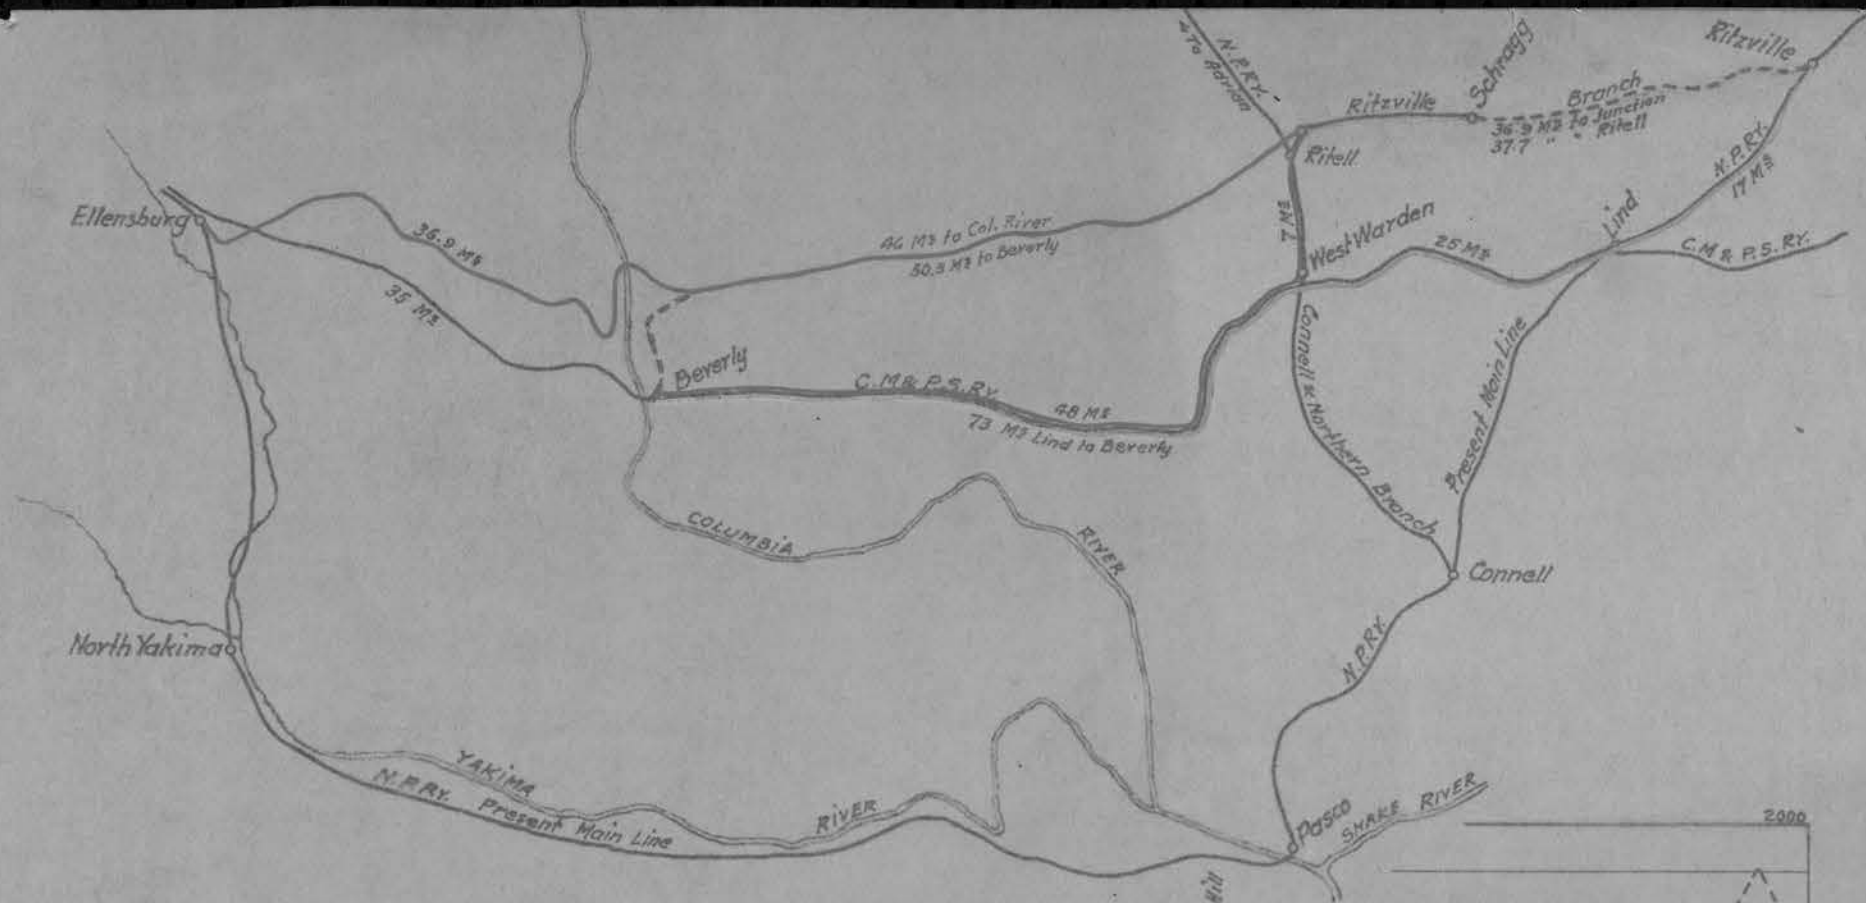 N.P.RY.
To Adrian
Ritzville
Schragg
Branch
36.9 Ms to Junction
37.7 " " Ritell
Ritzville
N.P.RY.
17 Ms
Ritell
Ellensburg
36.9 Ms
35 Ms
46 Ms to Col. River
50.3 Ms to Beverly
7 Ms
West Warden
25 Ms
Lind
C.M & P.S. RY.
Beverly
C.M & P.S. Ry.
48 Ms
73 Ms Lind to Beverly
Connell & Northern Branch
Present Main Line
COLUMBIA
RIVER
Connell
North Yakima
N.P.RY.
YAKIMA
RIVER
N.P.RY. Present Main Line
Pasco
SNAKE RIVER
2000
Hill